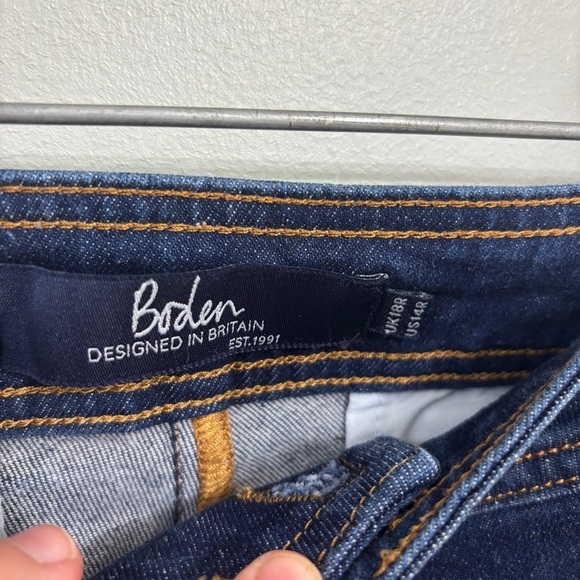 Boden
DESIGNED IN BRITAIN
EST.1991
UK18R
US14R